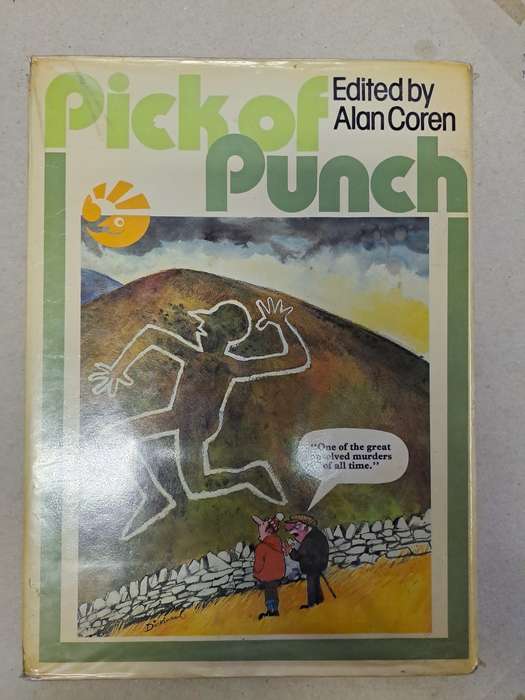 Pick of
Punch
Edited by
Alan Coren
"One of the great
murders
of all time."